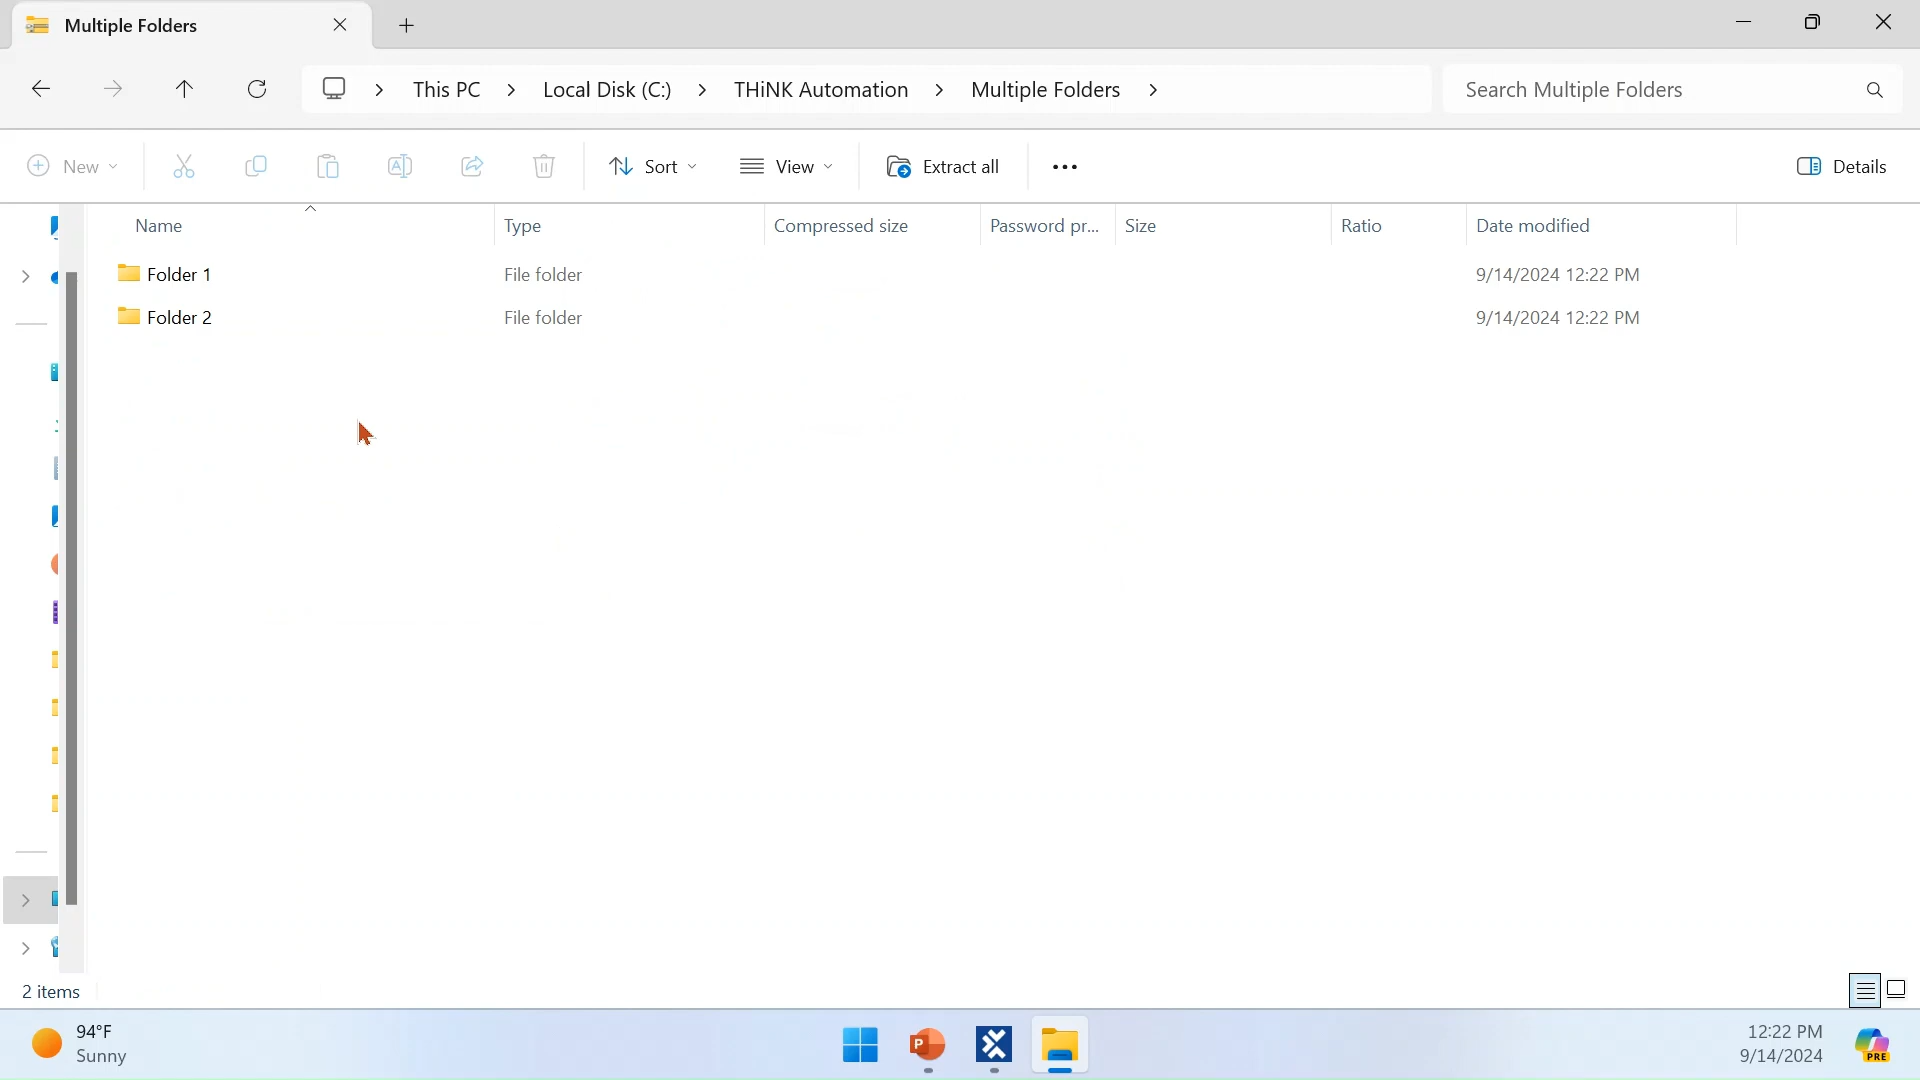 Multiple Folders
This PC > Local Disk (C:) > THiNK Automation > Multiple Folders >
Search Multiple Folders
New
Sort
View
Extract all
Details
Name Type Compressed size Password pr... Size Ratio Date modified
Folder 1 File folder 9/14/2024 12:22 PM
Folder 2 File folder 9/14/2024 12:22 PM
2 items
94°F
Sunny
P
12:22 PM
9/14/2024
PRE